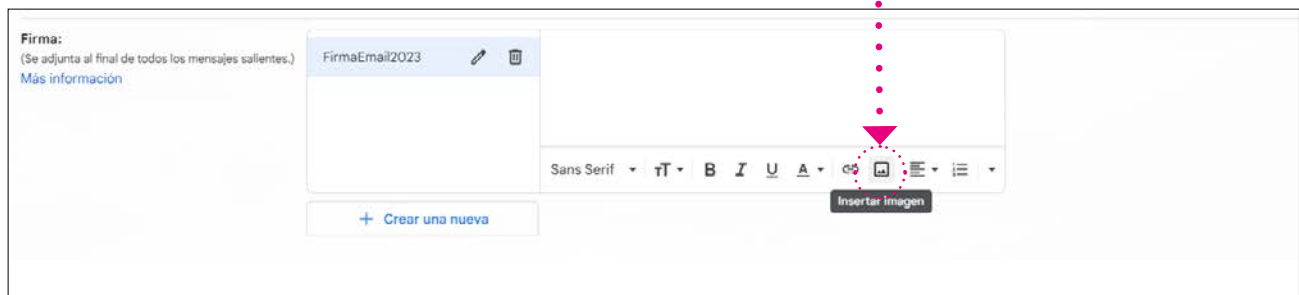 Firma:
(Se adjunta al final de todos los mensajes salientes.)
Más información
FirmaEmail2023
Sans Serif
TT
B I U A
Insertar imagen
+ Crear una nueva